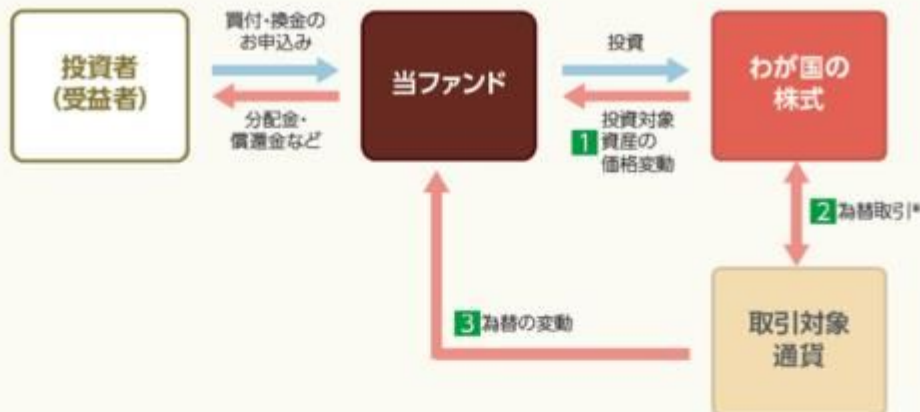 投資者
(受益者)
買付・換金の
お申込み
分配金・
償還金など
当ファンド
投資
1
投資対象
資産の
価格変動
わが国の
株式
2 為替取引*
3 為替の変動
取引対象
通貨